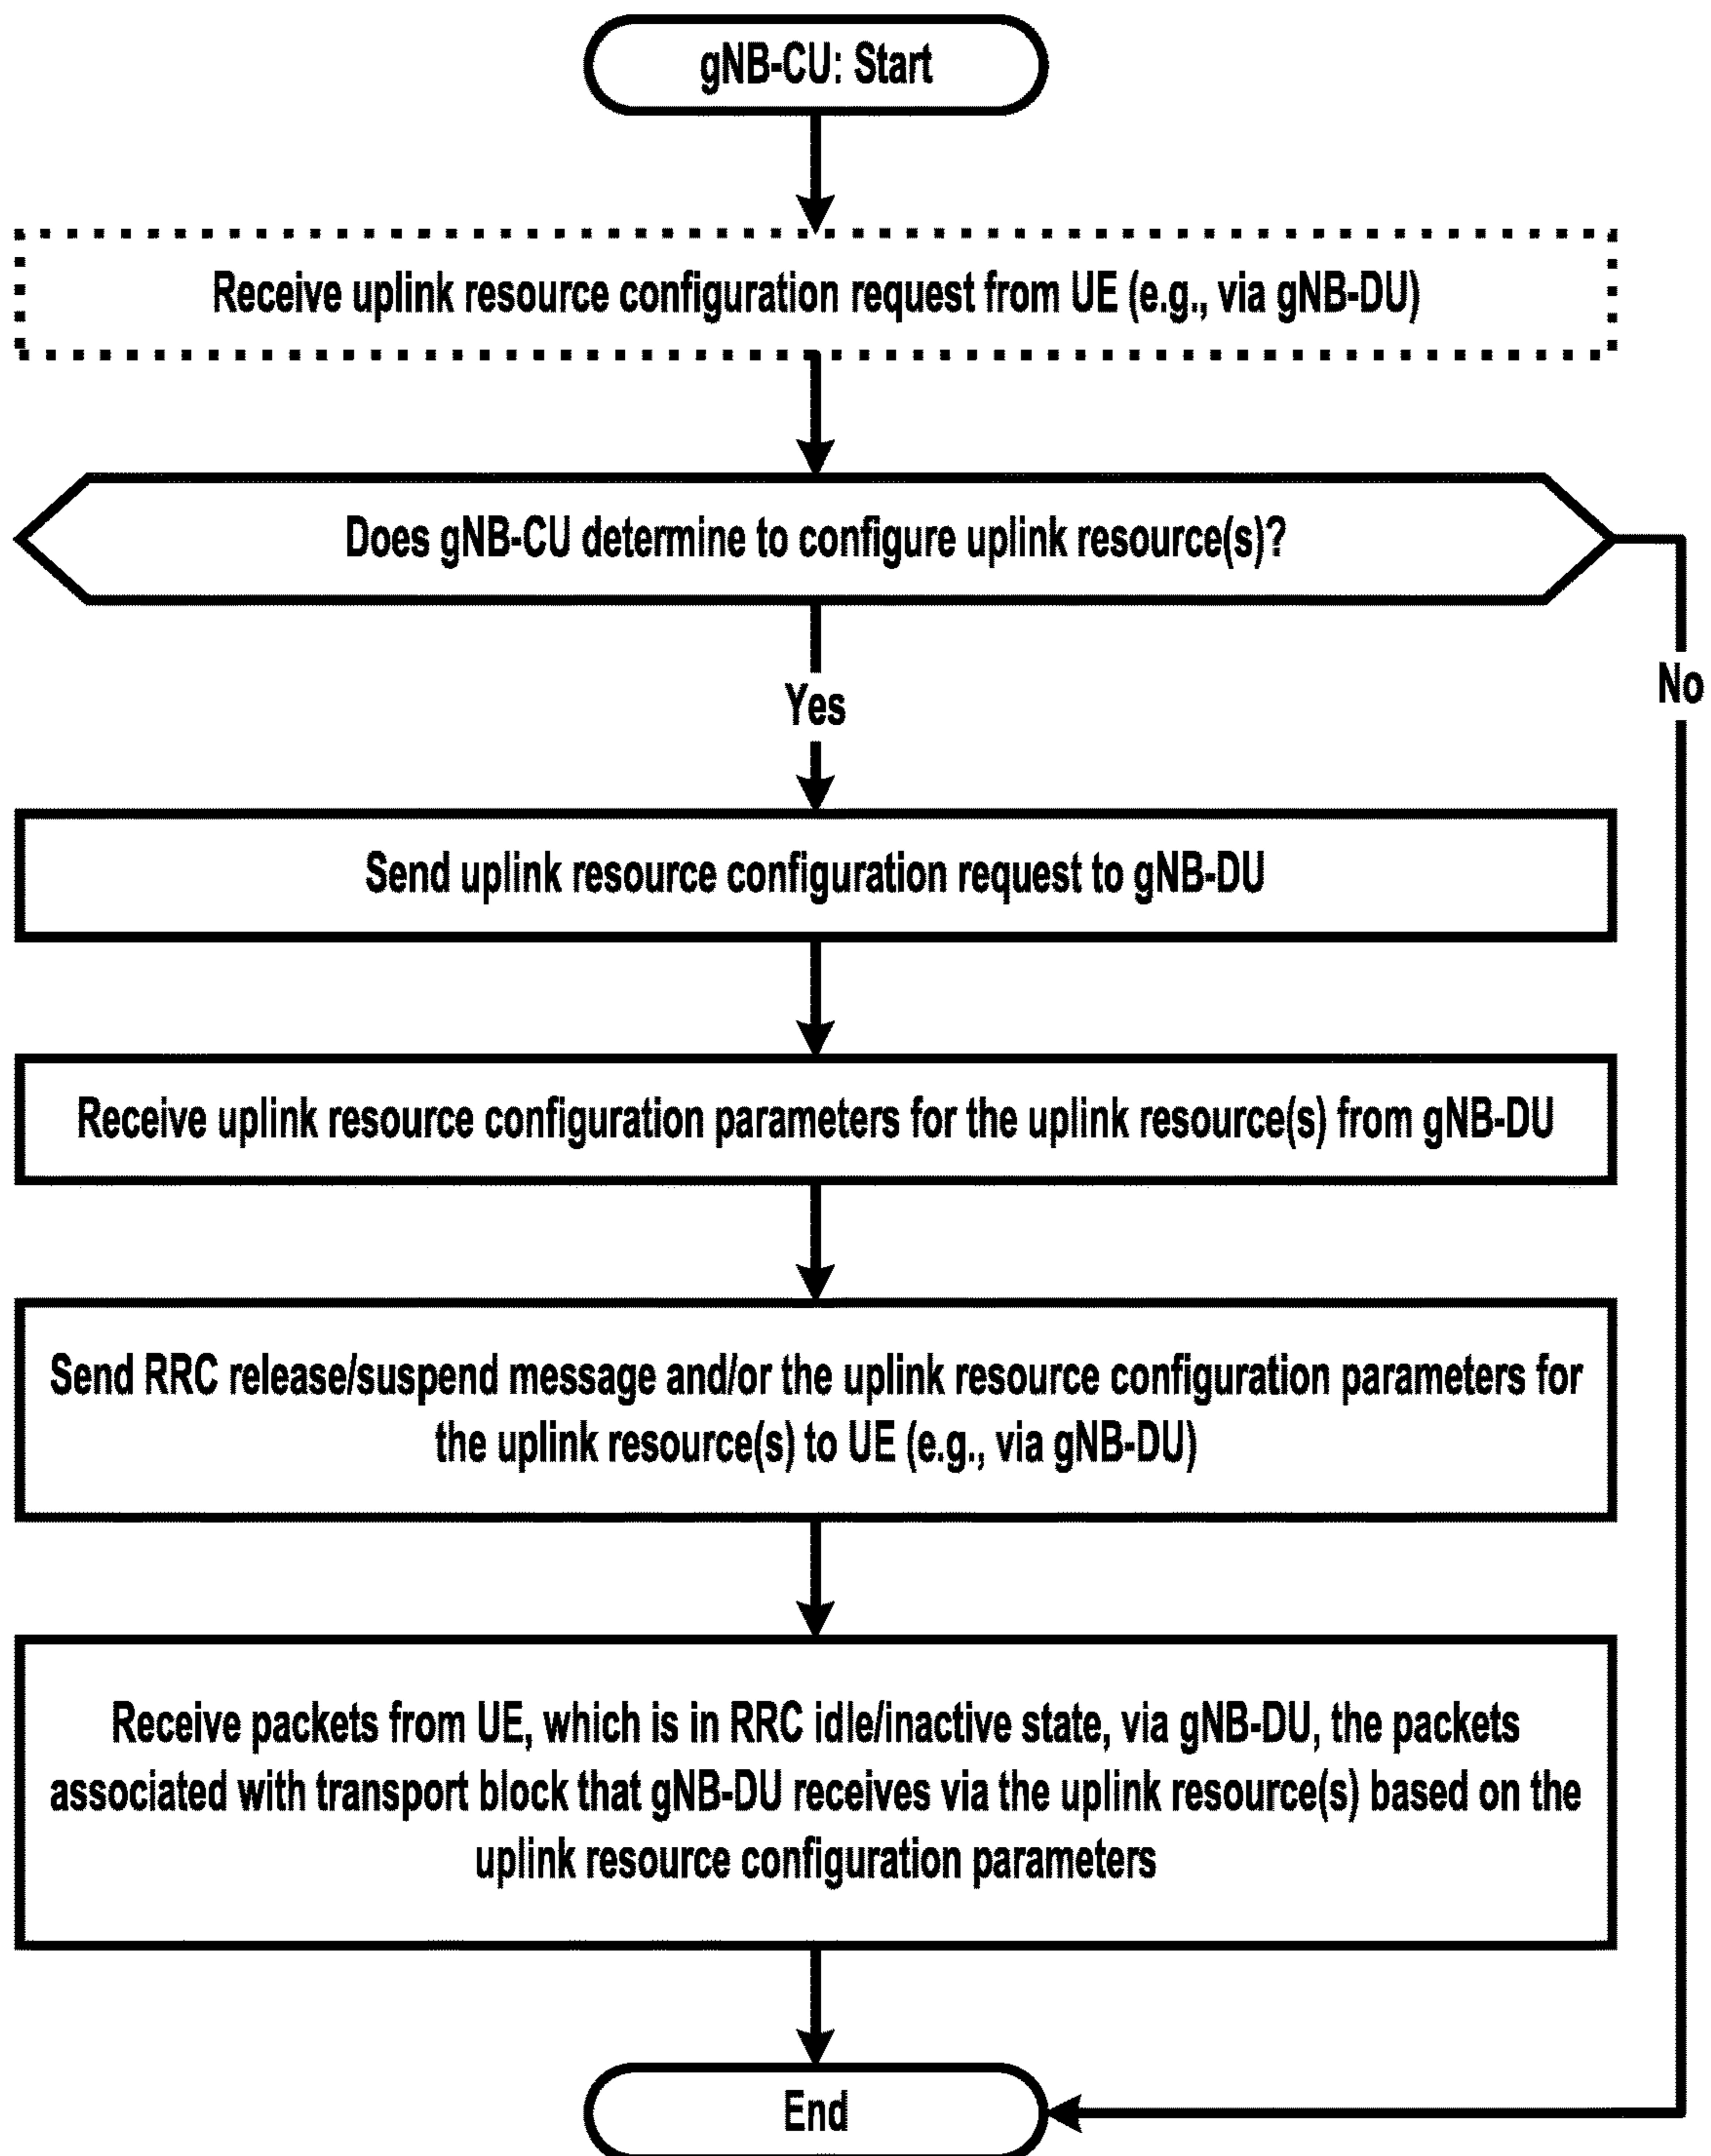 gNB-CU: Start
Receive uplink resource configuration request from UE (e.g., via gNB-DU)
Does gNB-CU determine to configure uplink resource(s)?
Yes
No
Send uplink resource configuration request to gNB-DU
Receive uplink resource configuration parameters for the uplink resource(s) from gNB-DU
Send RRC release/suspend message and/or the uplink resource configuration parameters for
the uplink resource(s) to UE (e.g., via gNB-DU)
Receive packets from UE, which is in RRC idle/inactive state, via gNB-DU, the packets
associated with transport block that gNB-DU receives via the uplink resource(s) based on the
uplink resource configuration parameters
End